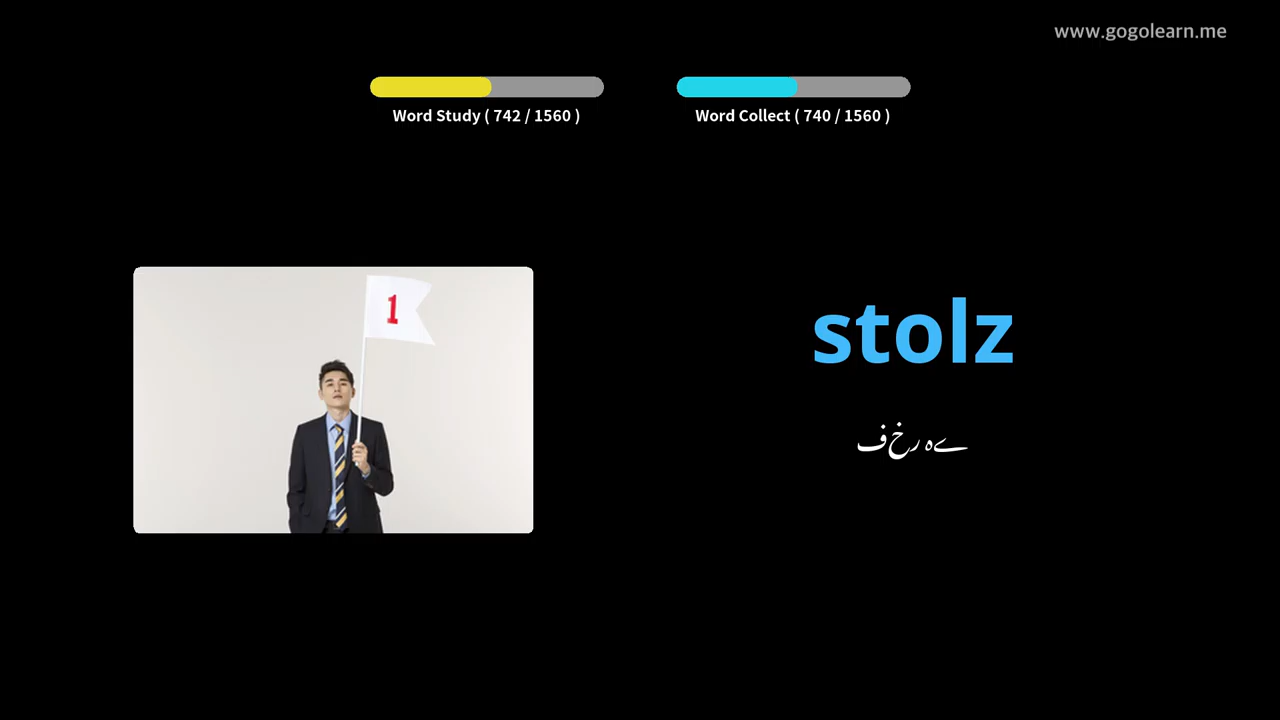 www.gogolearn.me
Word Study ( 742 / 1560 )
Word Collect ( 740 / 1560 )
1
stolz
فخر ہے